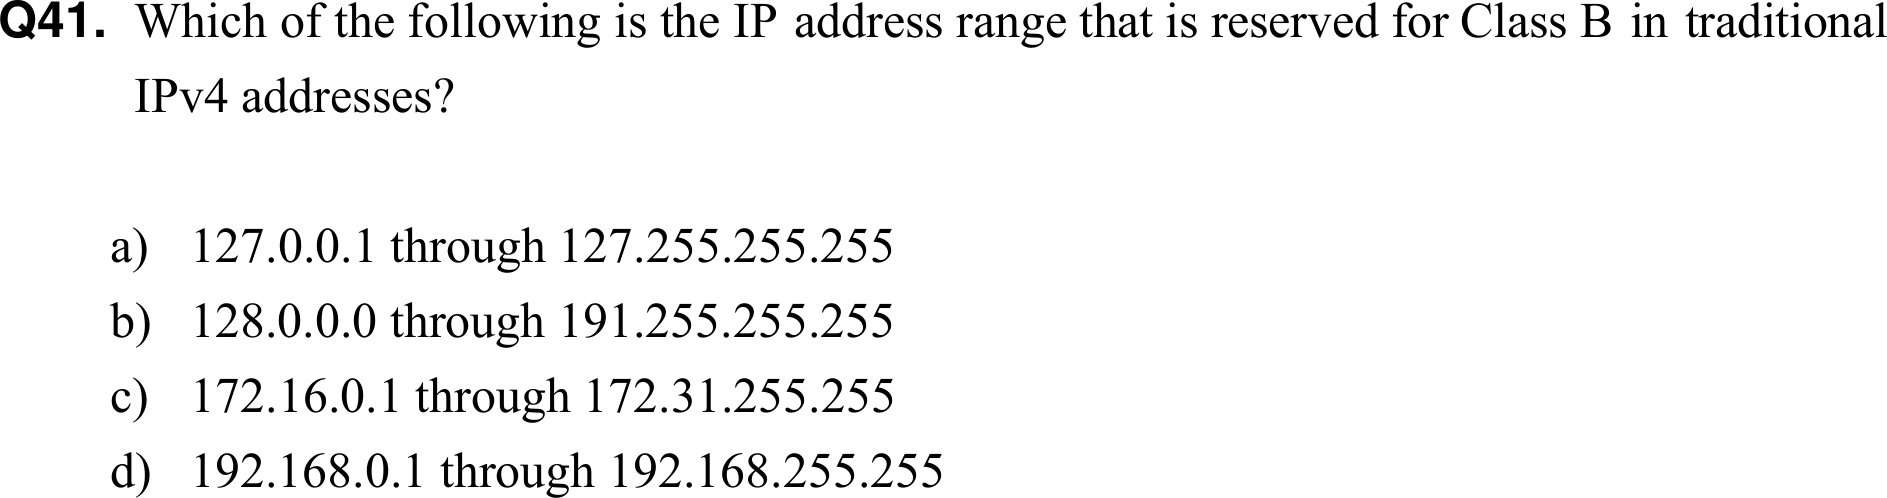 Q41. Which of the following is the IP address range that is reserved for Class B in traditional
IPv4 addresses?
a) 127.0.0.1 through 127.255.255.255
b) 128.0.0.0 through 191.255.255.255
c) 172.16.0.1 through 172.31.255.255
d) 192.168.0.1 through 192.168.255.255